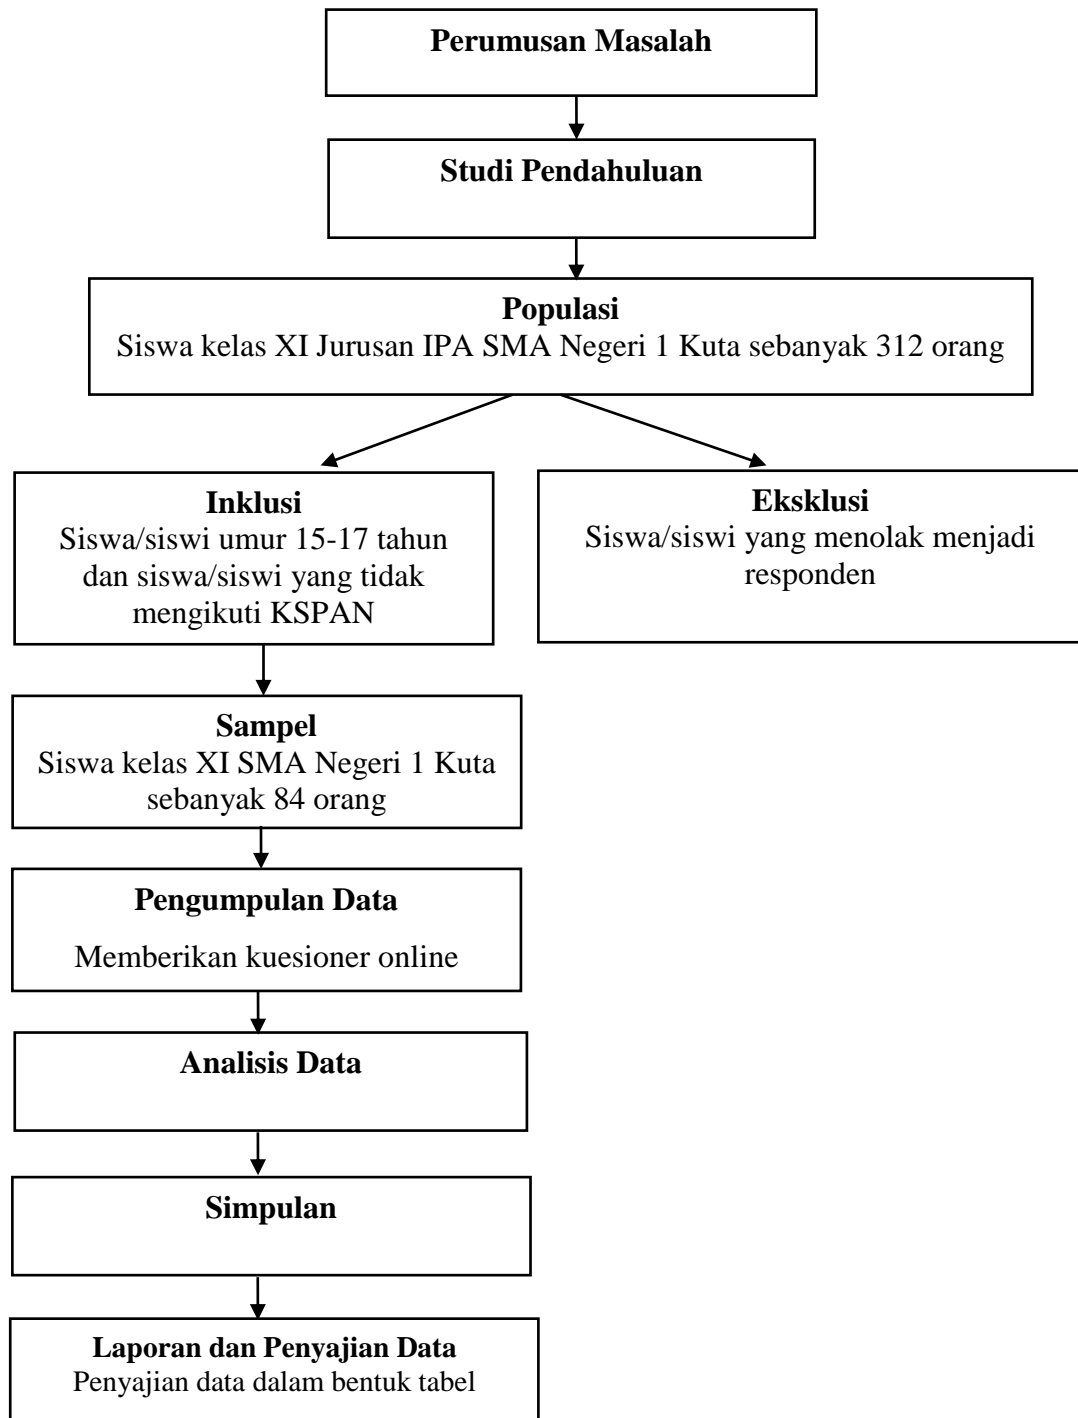 Perumusan Masalah
Studi Pendahuluan
Populasi
Siswa kelas XI Jurusan IPA SMA Negeri 1 Kuta sebanyak 312 orang
Inklusi
Siswa/siswi umur 15-17 tahun
dan siswa/siswi yang tidak
mengikuti KSPAN
Eksklusi
Siswa/siswi yang menolak menjadi
responden
Sampel
Siswa kelas XI SMA Negeri 1 Kuta
sebanyak 84 orang
Pengumpulan Data
Memberikan kuesioner online
Analisis Data
Simpulan
Laporan dan Penyajian Data
Penyajian data dalam bentuk tabel